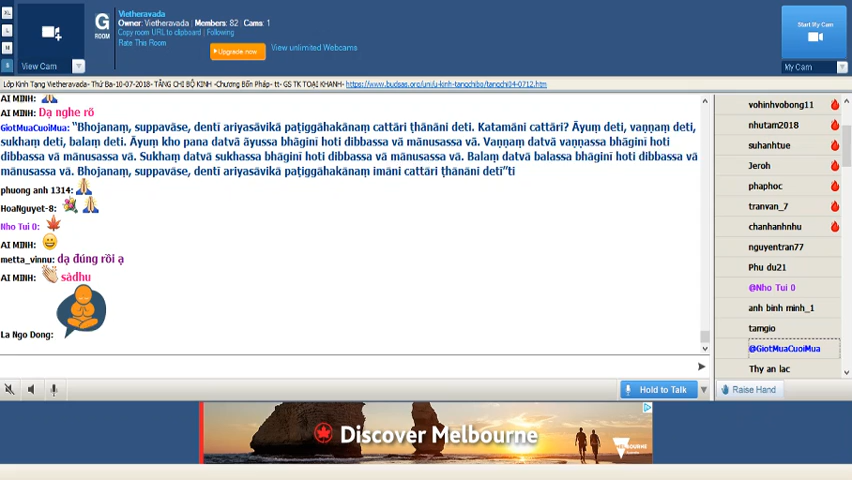 XL
L
M
S
View Cam
G
ROOM
Vietheravada
Owner: Vietheravada | Members: 82 | Cams: 1
Copy room URL to clipboard | Following
Rate This Room
Upgrade now
View unlimited Webcams
Start My Cam
My Cam
Lớp Kinh Tạng Vietheravada- Thứ Ba-10-07-2018- TĂNG CHI BỘ KINH -Chương Bốn Pháp- tt- GS TK TOẠI KHANH- https://www.budsas.org/uni/u-kinh-tangchibo/tangchi04-0712.htm
AI MINH:
AI MINH: Dạ nghe rõ
GiotMuaCuoiMua: "Bhojanaṃ, suppavāse, dentī ariyasāvikā paṭiggāhakānaṃ cattāri ṭhānāni deti. Katamāni cattāri? Āyuṃ deti, vaṇṇaṃ deti,
sukhaṃ deti, balaṃ deti. Āyuṃ kho pana datvā āyussa bhāginī hoti dibbassa vā mānusassa vā. Vaṇṇaṃ datvā vaṇṇassa bhāginī hoti
dibbassa vā mānusassa vā. Sukhaṃ datvā sukhassa bhāginī hoti dibbassa vā mānusassa vā. Balaṃ datvā balassa bhāginī hoti dibbassa vā
mānusassa vā. Bhojanaṃ, suppavāse, dentī ariyasāvikā paṭiggāhakānaṃ imāni cattāri ṭhānāni detī"ti
phuong anh 1314:
HoaNguyet-8:
Nho Tui 0:
AI MINH:
metta_vinnu: dạ đúng rồi ạ
AI MINH: sādhu
La Ngo Dong:
vohinhvobong11
nhutam2018
suhanhtue
Jeroh
phaphoc
tranvan_7
chanhanhnhu
nguyentran77
Phu du21
@Nho Tui 0
anh binh minh_1
tamgio
@GiotMuaCuoiMua
Thy an lac
Hold to Talk
Raise Hand
Discover Melbourne
VICTORIA